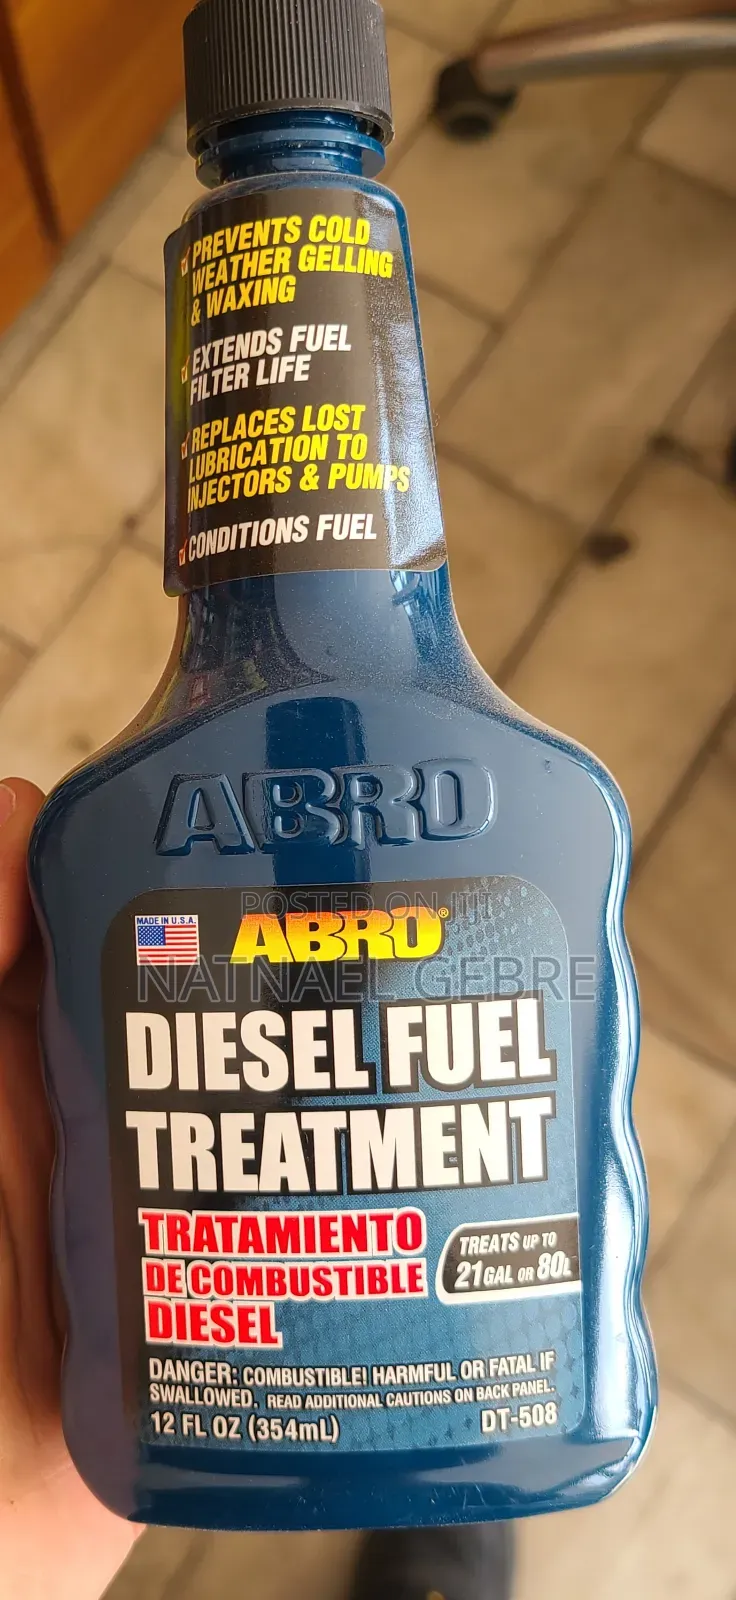 PREVENTS COLD
WEATHER GELLING
& WAXING
EXTENDS FUEL
FILTER LIFE
REPLACES LOST
LUBRICATION TO
INJECTORS & PUMPS
CONDITIONS FUEL
ABRO
POSTED ON JIJI
MADE IN U.S.A.
ABRO®
NATNAEL GEBRE
DIESEL FUEL
TREATMENT
TRATAMIENTO
DE COMBUSTIBLE
DIESEL
TREATS UP TO
21 GAL OR 80L
DANGER: COMBUSTIBLE! HARMFUL OR FATAL IF
SWALLOWED. READ ADDITIONAL CAUTIONS ON BACK PANEL.
12 FL OZ (354mL) DT-508